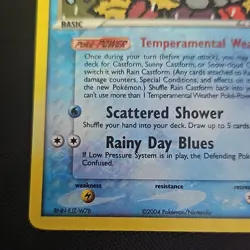 BASIC
POKé-POWER Temperamental Wea
Once during your turn (before your attack), you may
deck for Castform, Sunny Castform, or Snow-cloud C
switch it with Rain Castform. (Any cards attached to Ra
damage counters, Special Conditions, and effects on
the new Pokémon.) Shuffle Rain Castform back into yo
can't use more than 1 Temperamental Weather Poké-Pow
Scattered Shower
Shuffle your hand into your deck. Draw up to 5 cards
Rainy Day Blues
If Low Pressure System is in play, the Defending Pok
Confused.
weakness resistance
©2004 Pokémon/Nintendo